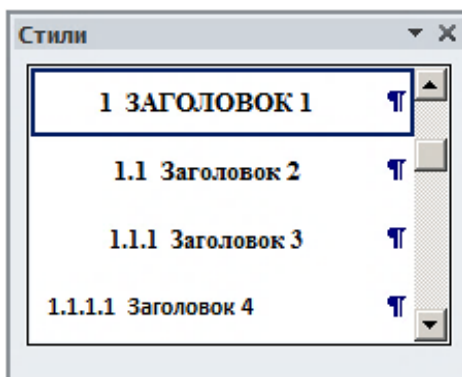 Стили
1 ЗАГОЛОВОК 1 ¶
1.1 Заголовок 2 ¶
1.1.1 Заголовок 3 ¶
1.1.1.1 Заголовок 4 ¶